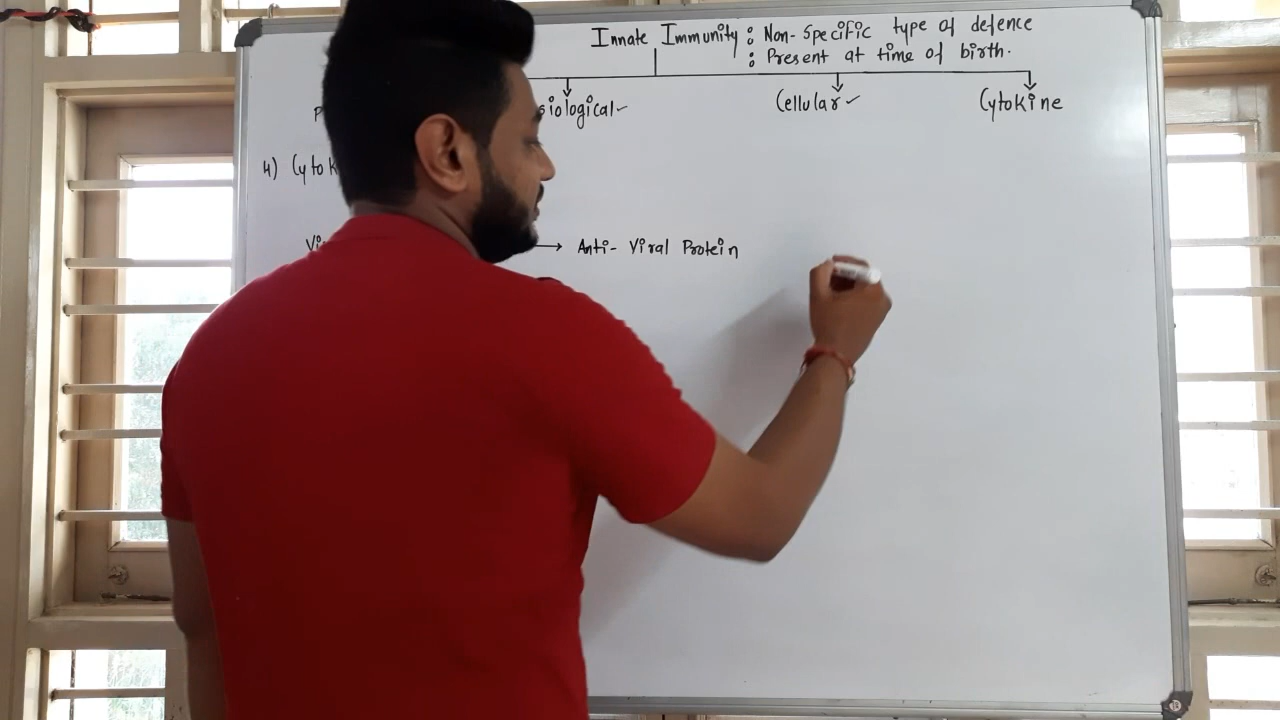 Innate Immunity : Non-Specific type of defence
: Present at time of birth.
siological✓ Cellular✓ Cytokine
4) Cytok
Vi → Anti-Viral Protein